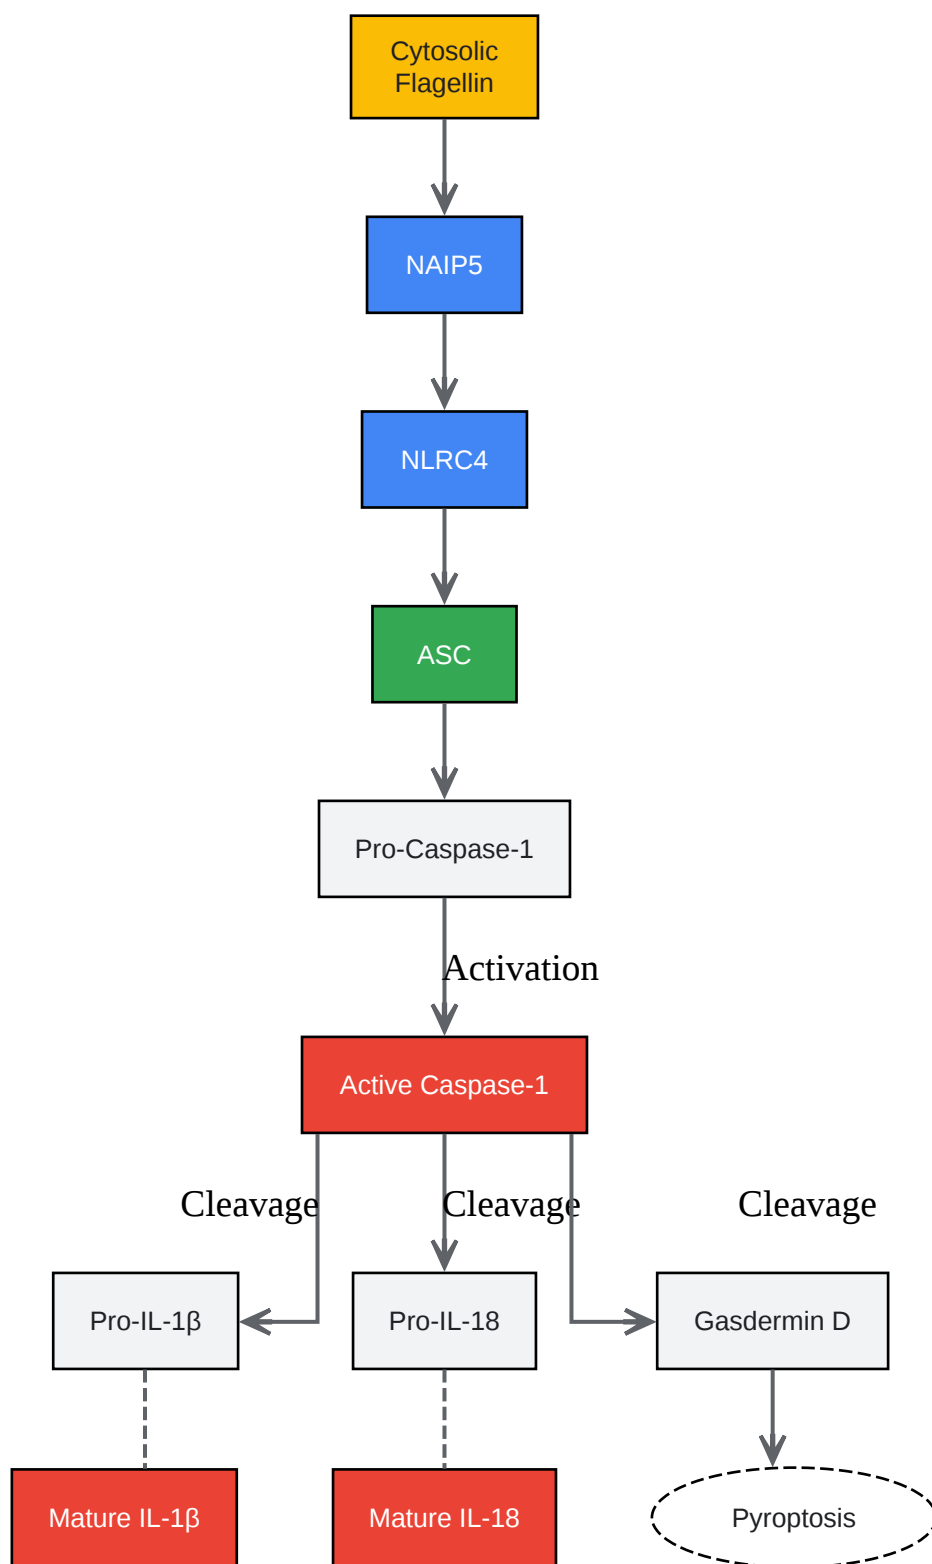 Cytosolic
Flagellin
NAIP5
NLRC4
ASC
Pro-Caspase-1
Activation
Active Caspase-1
Cleavage
Cleavage
Cleavage
Pro-IL-1β
Pro-IL-18
Gasdermin D
Mature IL-1β
Mature IL-18
Pyroptosis